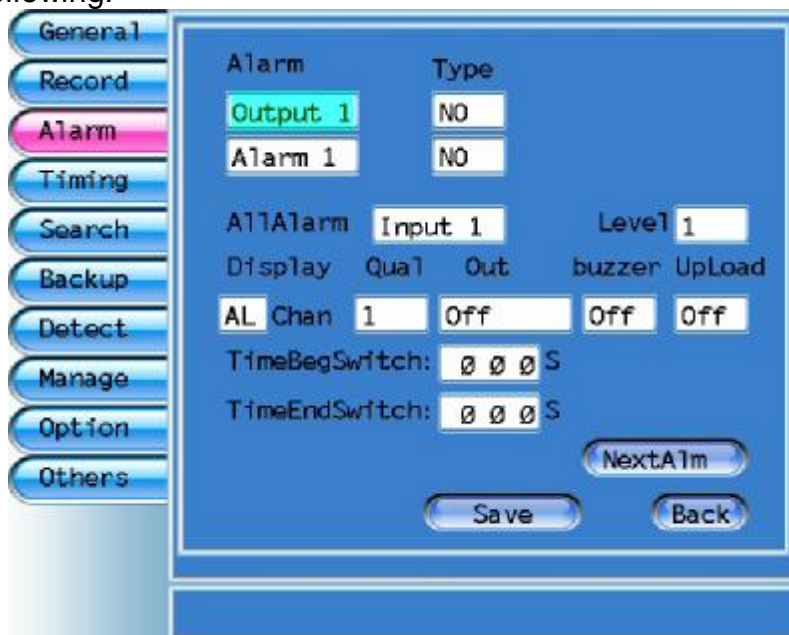 llowing:
General
Record
Alarm
Timing
Search
Backup
Detect
Manage
Option
Others
Alarm Type
Output 1 NO
Alarm 1 NO
AllAlarm Input 1 Level 1
Display Qual Out buzzer UpLoad
AL Chan 1 Off Off Off
TimeBegSwitch: 0 0 0 S
TimeEndSwitch: 0 0 0 S
NextAlm
Save Back